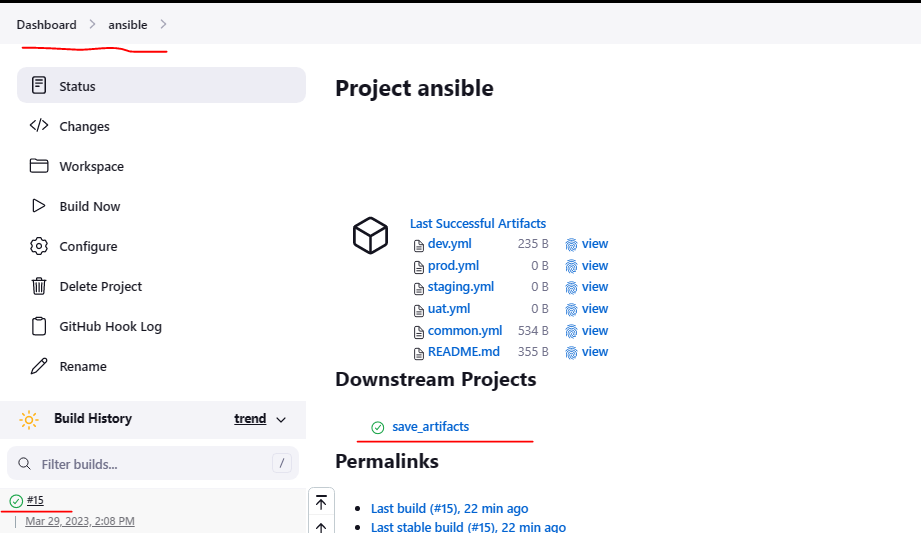 Dashboard > ansible >
Status
Changes
Workspace
Build Now
Configure
Delete Project
GitHub Hook Log
Rename
Build History trend
Filter builds... /
#15
Mar 29, 2023, 2:08 PM
Project ansible
Last Successful Artifacts
dev.yml 235 B view
prod.yml 0 B view
staging.yml 0 B view
uat.yml 0 B view
common.yml 534 B view
README.md 355 B view
Downstream Projects
save_artifacts
Permalinks
Last build (#15), 22 min ago
Last stable build (#15), 22 min ago